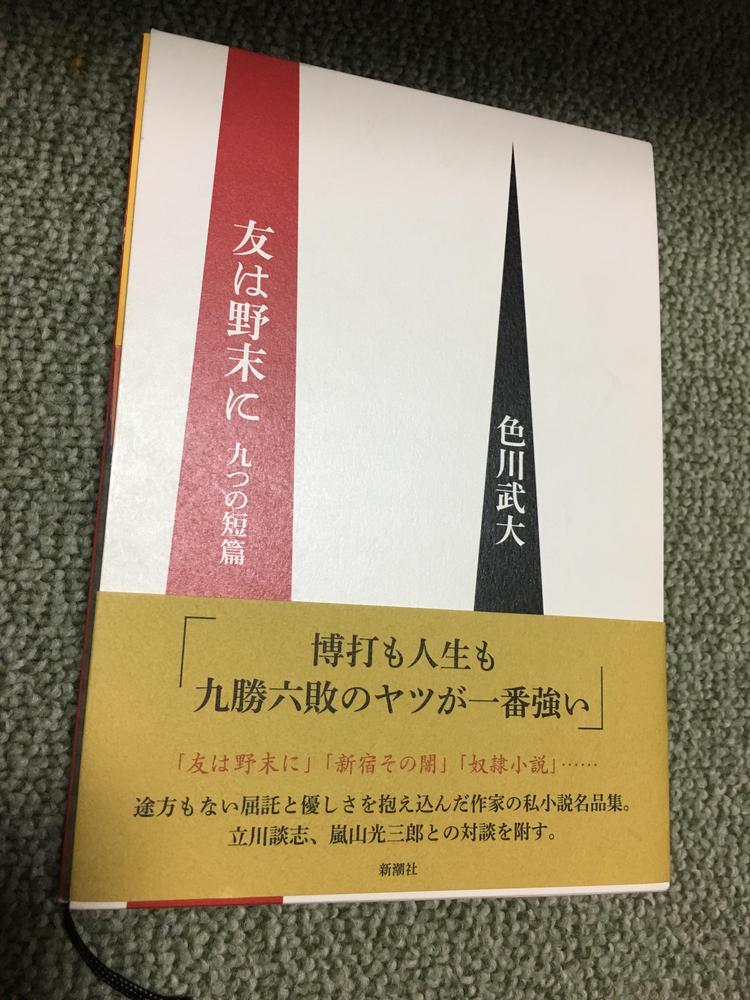 友は野末に 九つの短篇
色川武大
「博打も人生も
九勝六敗のヤツが一番強い」
「友は野末に」「新宿その闇」「奴隷小説」……
途方もない屈託と優しさを抱え込んだ作家の私小説名品集。
立川談志、嵐山光三郎との対談を附す。
新潮社